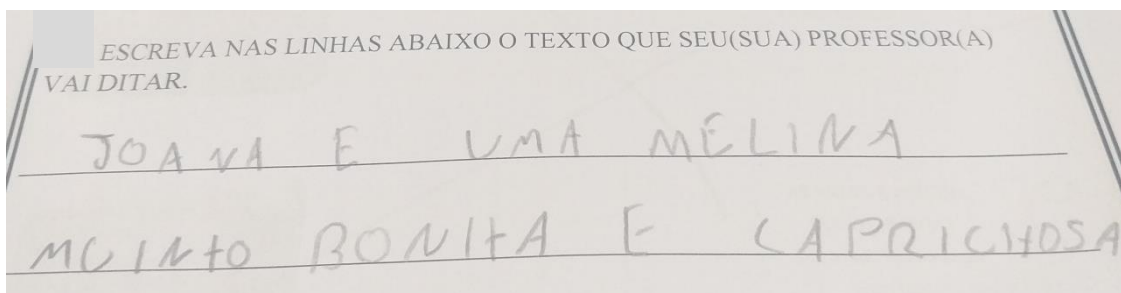 ESCREVA NAS LINHAS ABAIXO O TEXTO QUE SEU(SUA) PROFESSOR(A)
VAI DITAR.
JOANA E UMA MELINA
MUINTO BONITA E CAPRICHOSA